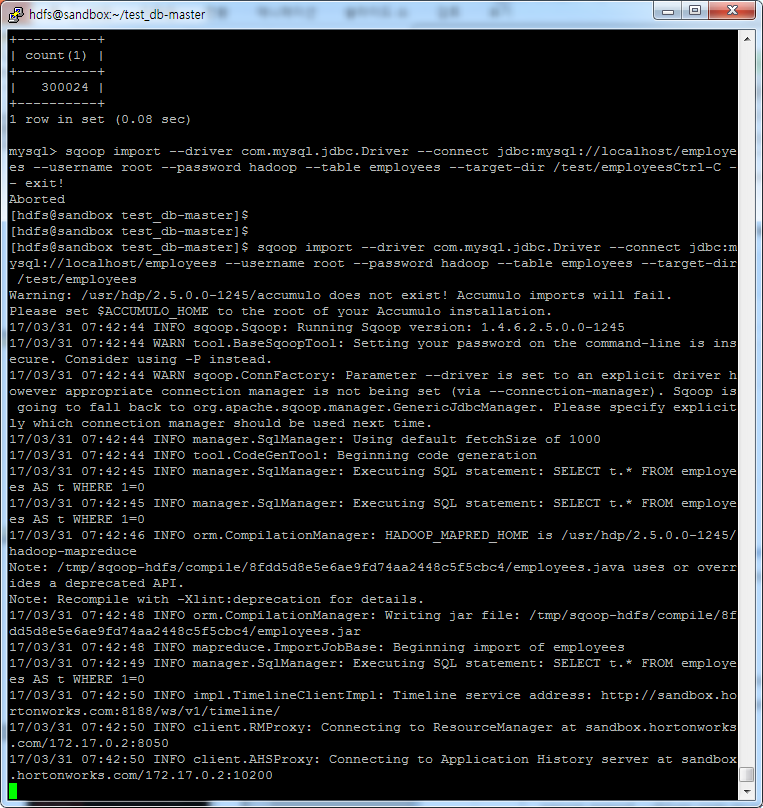 hdfs@sandbox:~/test_db-master
+----------+
| count(1) |
+----------+
|   300024 |
+----------+
1 row in set (0.08 sec)
mysql> sqoop import --driver com.mysql.jdbc.Driver --connect jdbc:mysql://localhost/employe
es --username root --password hadoop --table employees --target-dir /test/employeesCtrl-C -
- exit!
Aborted
[hdfs@sandbox test_db-master]$
[hdfs@sandbox test_db-master]$
[hdfs@sandbox test_db-master]$ sqoop import --driver com.mysql.jdbc.Driver --connect jdbc:m
ysql://localhost/employees --username root --password hadoop --table employees --target-dir
 /test/employees
Warning: /usr/hdp/2.5.0.0-1245/accumulo does not exist! Accumulo imports will fail.
Please set $ACCUMULO_HOME to the root of your Accumulo installation.
17/03/31 07:42:44 INFO sqoop.Sqoop: Running Sqoop version: 1.4.6.2.5.0.0-1245
17/03/31 07:42:44 WARN tool.BaseSqoopTool: Setting your password on the command-line is ins
ecure. Consider using -P instead.
17/03/31 07:42:44 WARN sqoop.ConnFactory: Parameter --driver is set to an explicit driver h
owever appropriate connection manager is not being set (via --connection-manager). Sqoop is
 going to fall back to org.apache.sqoop.manager.GenericJdbcManager. Please specify explicit
ly which connection manager should be used next time.
17/03/31 07:42:44 INFO manager.SqlManager: Using default fetchSize of 1000
17/03/31 07:42:44 INFO tool.CodeGenTool: Beginning code generation
17/03/31 07:42:45 INFO manager.SqlManager: Executing SQL statement: SELECT t.* FROM employe
es AS t WHERE 1=0
17/03/31 07:42:45 INFO manager.SqlManager: Executing SQL statement: SELECT t.* FROM employe
es AS t WHERE 1=0
17/03/31 07:42:46 INFO orm.CompilationManager: HADOOP_MAPRED_HOME is /usr/hdp/2.5.0.0-1245/
hadoop-mapreduce
Note: /tmp/sqoop-hdfs/compile/8fdd5d8e5e6ae9fd74aa2448c5f5cbc4/employees.java uses or overr
ides a deprecated API.
Note: Recompile with -Xlint:deprecation for details.
17/03/31 07:42:48 INFO orm.CompilationManager: Writing jar file: /tmp/sqoop-hdfs/compile/8f
dd5d8e5e6ae9fd74aa2448c5f5cbc4/employees.jar
17/03/31 07:42:48 INFO mapreduce.ImportJobBase: Beginning import of employees
17/03/31 07:42:49 INFO manager.SqlManager: Executing SQL statement: SELECT t.* FROM employe
es AS t WHERE 1=0
17/03/31 07:42:50 INFO impl.TimelineClientImpl: Timeline service address: http://sandbox.ho
rtonworks.com:8188/ws/v1/timeline/
17/03/31 07:42:50 INFO client.RMProxy: Connecting to ResourceManager at sandbox.hortonworks
.com/172.17.0.2:8050
17/03/31 07:42:50 INFO client.AHSProxy: Connecting to Application History server at sandbox
.hortonworks.com/172.17.0.2:10200